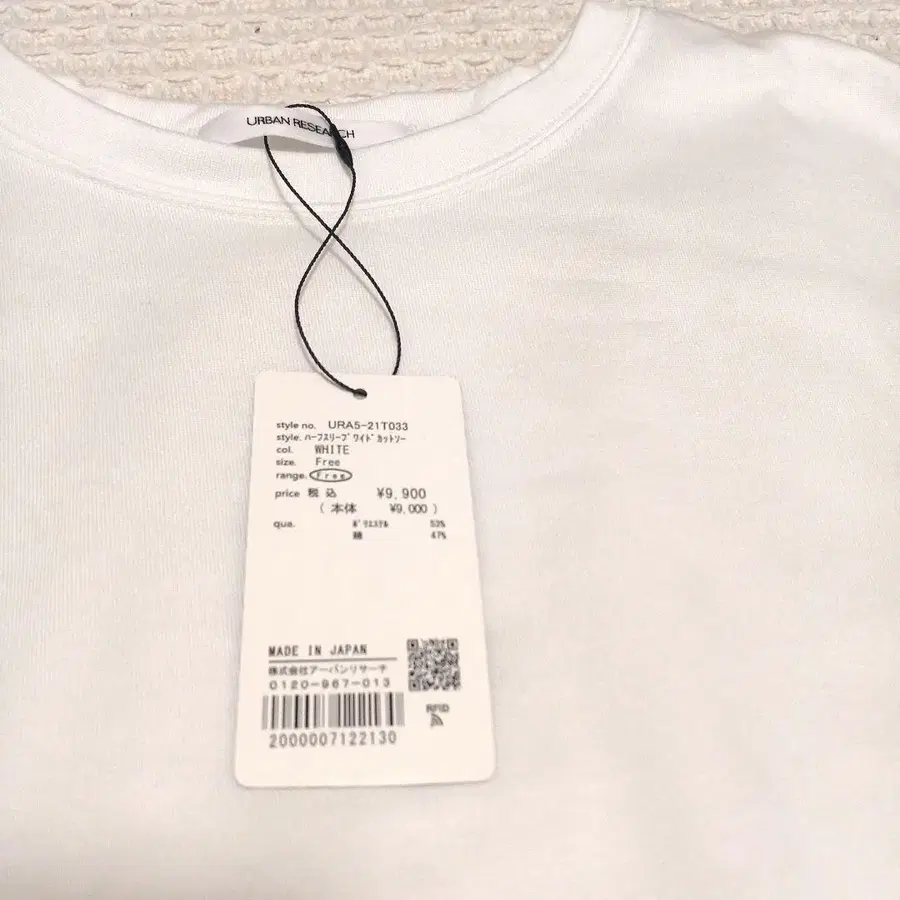 URBAN RESEARCH
style no. URA5-21T033
style. ﾊｰﾌｽﾘｰﾌﾞﾜｲﾄﾞｶｯﾄｿｰ
col. WHITE
size. Free
range. Free
price 税込 ¥9,900
(本体 ¥9,000)
qua. ﾎﾟﾘｴｽﾃﾙ 53%
綿 47%
MADE IN JAPAN
株式会社アーバンリサーチ
0120-967-013
RFID
2000007122130